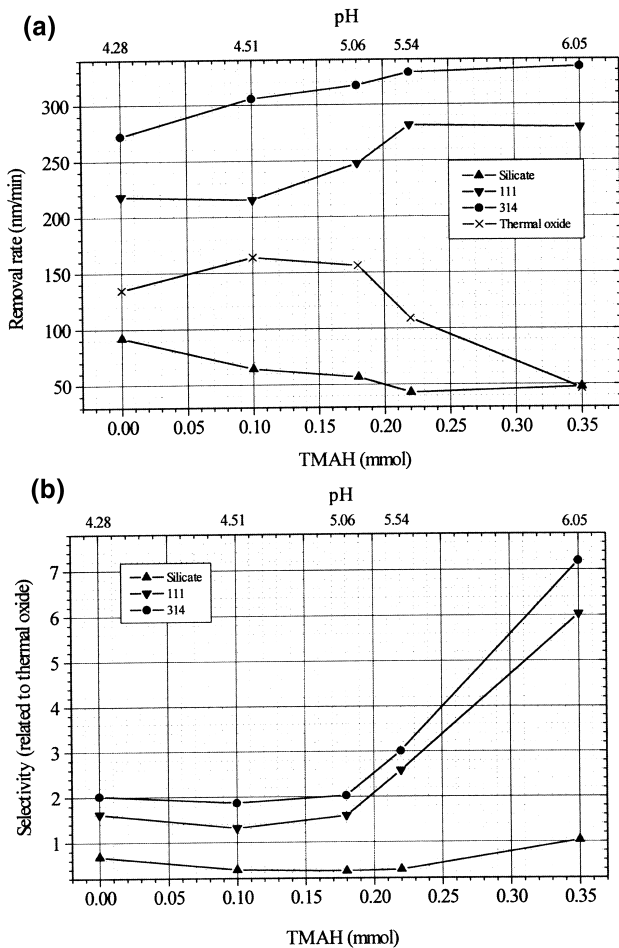 (a)
pH
4.28 4.51 5.06 5.54 6.05
Removal rate (nm/min)
300
250
200
150
100
50
Silicate
111
314
Thermal oxide
0.00 0.05 0.10 0.15 0.20 0.25 0.30 0.35
TMAH (mmol)
(b)
pH
4.28 4.51 5.06 5.54 6.05
Selectivity (related to thermal oxide)
7
6
5
4
3
2
1
Silicate
111
314
0.00 0.05 0.10 0.15 0.20 0.25 0.30 0.35
TMAH (mmol)